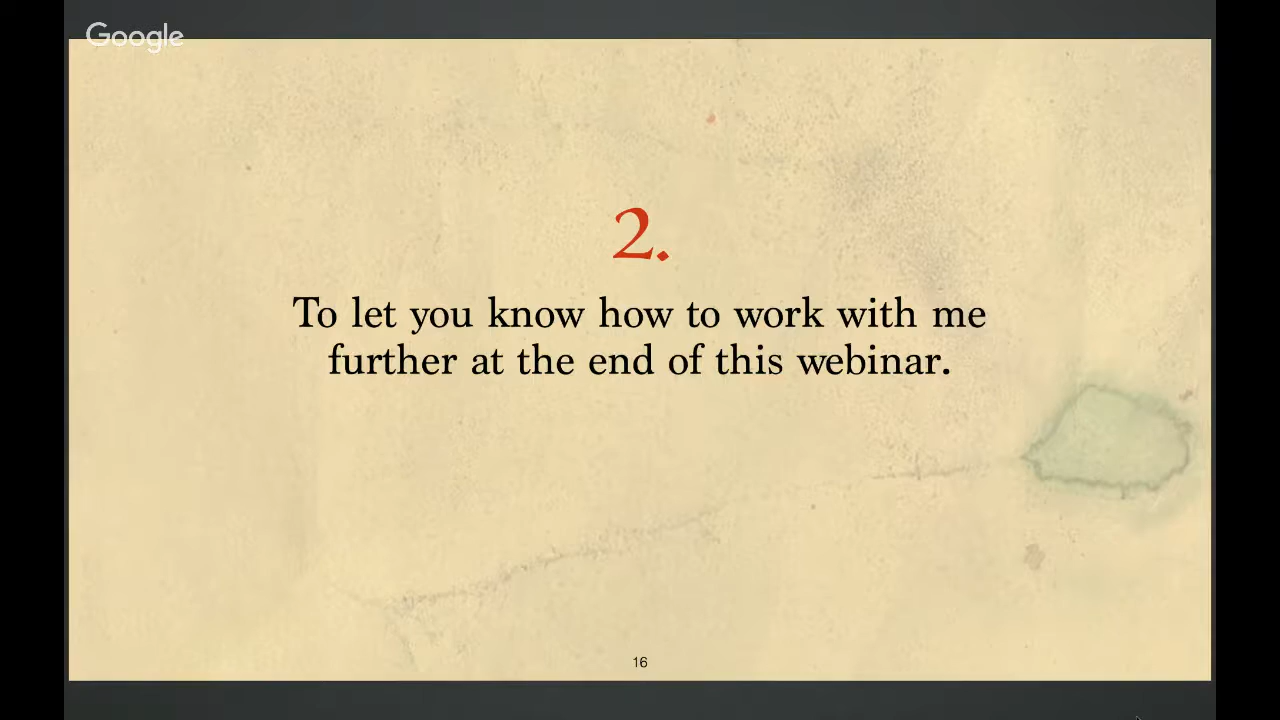 Google
2.
To let you know how to work with me
further at the end of this webinar.
16